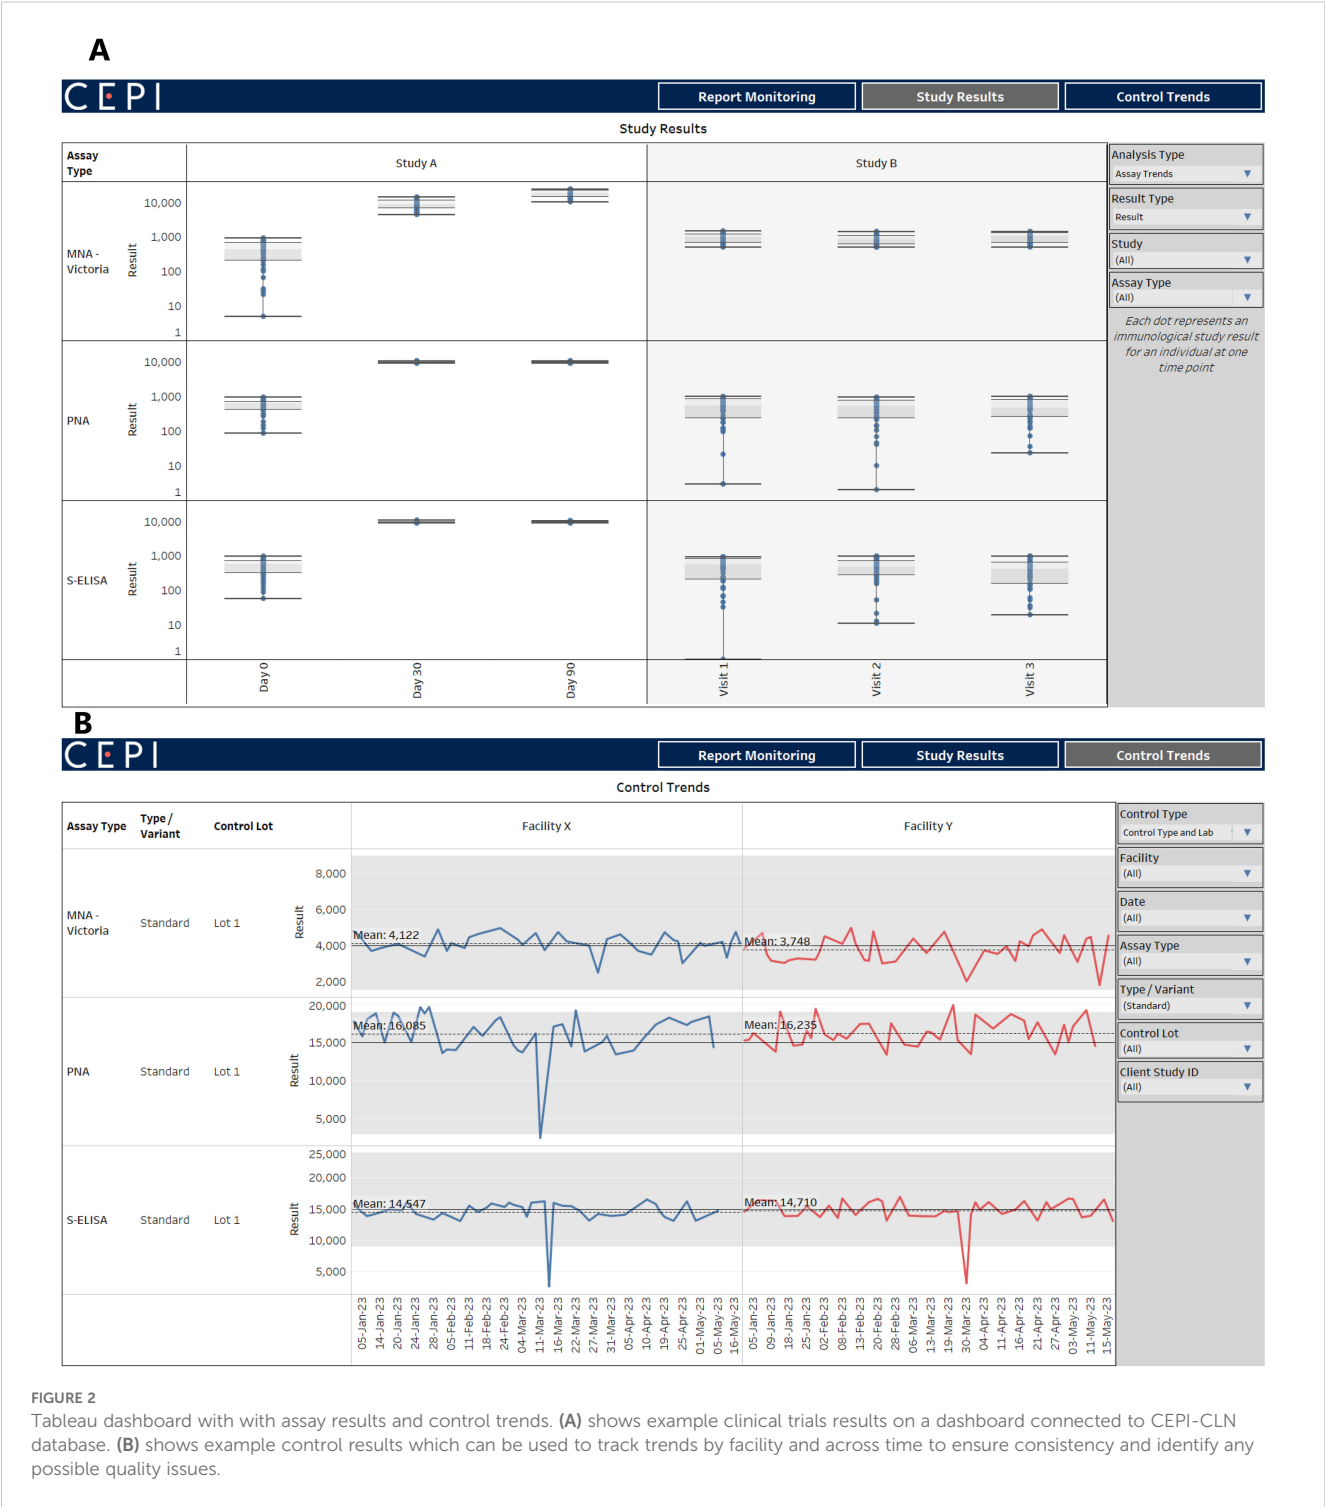 A
CEPI
Report Monitoring
Study Results
Control Trends
Study Results
Assay
Type
Study A
Study B
MNA -
Victoria
Result
10,000
1,000
100
10
1
PNA
Result
10,000
1,000
100
10
1
S-ELISA
Result
10,000
1,000
100
10
1
Day 0
Day 30
Day 90
Visit 1
Visit 2
Visit 3
Analysis Type
Assay Trends
Result Type
Result
Study
(All)
Assay Type
(All)
Each dot represents an
immunological study result
for an individual at one
time point
B
CEPI
Report Monitoring
Study Results
Control Trends
Control Trends
Assay Type
Type /
Variant
Control Lot
Facility X
Facility Y
MNA -
Victoria
Standard
Lot 1
Result
8,000
6,000
4,000
2,000
Mean: 4,122
Mean: 3,748
PNA
Standard
Lot 1
Result
20,000
15,000
10,000
5,000
Mean: 16,085
Mean: 16,235
S-ELISA
Standard
Lot 1
Result
25,000
20,000
15,000
10,000
5,000
Mean: 14,547
Mean: 14,710
05-Jan-23
14-Jan-23
20-Jan-23
24-Jan-23
28-Jan-23
05-Feb-23
11-Feb-23
18-Feb-23
24-Feb-23
04-Mar-23
11-Mar-23
16-Mar-23
22-Mar-23
27-Mar-23
31-Mar-23
05-Apr-23
10-Apr-23
19-Apr-23
25-Apr-23
01-May-23
05-May-23
16-May-23
05-Jan-23
09-Jan-23
18-Jan-23
25-Jan-23
02-Feb-23
08-Feb-23
13-Feb-23
20-Feb-23
28-Feb-23
06-Mar-23
13-Mar-23
19-Mar-23
30-Mar-23
04-Apr-23
11-Apr-23
16-Apr-23
21-Apr-23
27-Apr-23
03-May-23
11-May-23
15-May-23
Control Type
Control Type and Lab
Facility
(All)
Date
(All)
Assay Type
(All)
Type / Variant
(Standard)
Control Lot
(All)
Client Study ID
(All)
FIGURE 2
Tableau dashboard with with assay results and control trends. (A) shows example clinical trials results on a dashboard connected to CEPI-CLN
database. (B) shows example control results which can be used to track trends by facility and across time to ensure consistency and identify any
possible quality issues.